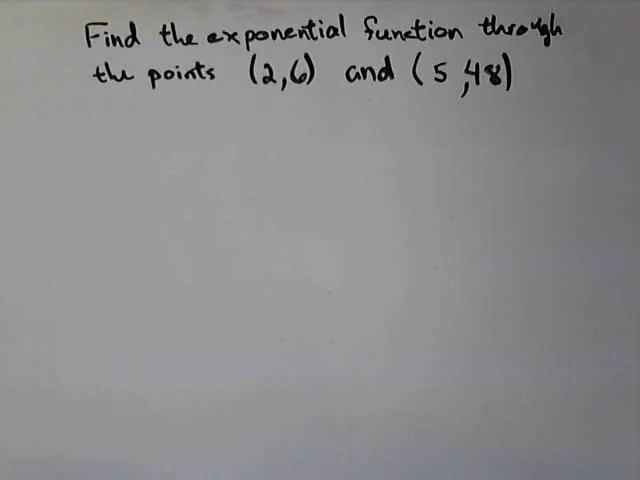 Find the exponential function through
the points (2,6) and (5,48)